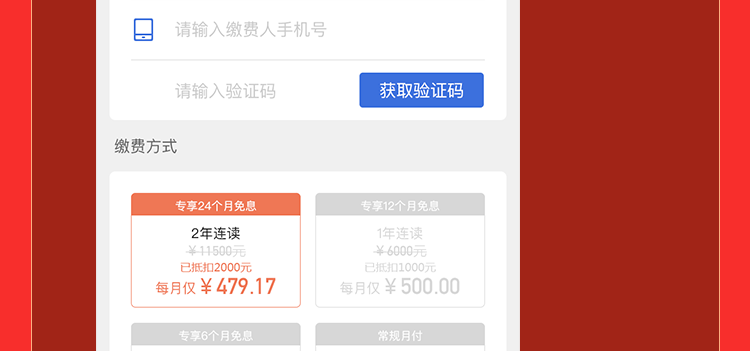 请输入缴费人手机号
请输入验证码 获取验证码
缴费方式
专享24个月免息
2年连读
￥11500元
已抵扣2000元
每月仅￥479.17
专享12个月免息
1年连读
￥6000元
已抵扣1000元
每月仅￥500.00
专享6个月免息
常规月付